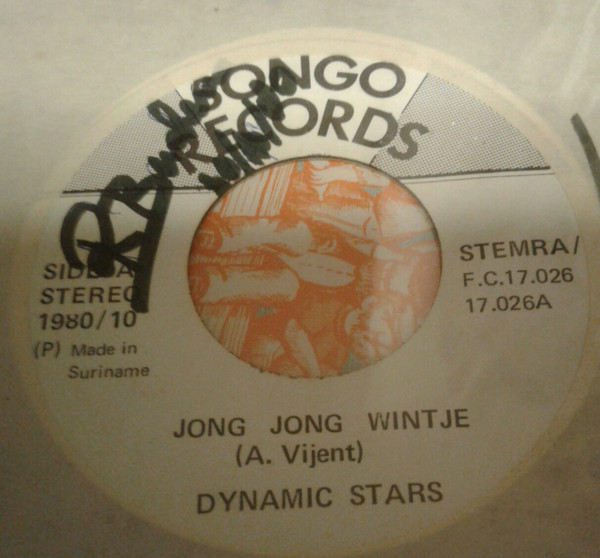 SONGO
RECORDS
SIDE A
STEREO
1980/10
(P) Made in
Suriname
STEMRA/
F.C.17.026
17.026A
JONG JONG WINTJE
(A. Vijent)
DYNAMIC STARS